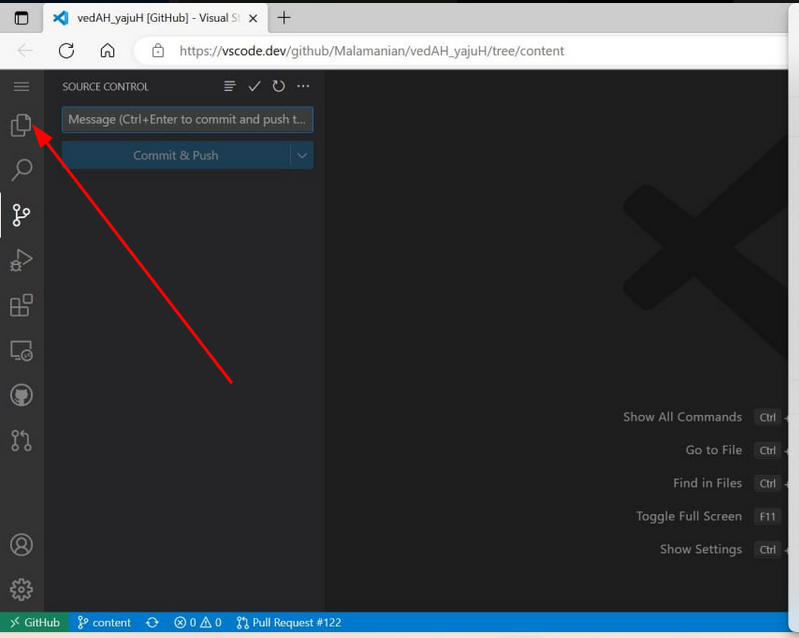 vedAH_yajuH [GitHub] - Visual S
https://vscode.dev/github/Malamanian/vedAH_yajuH/tree/content
SOURCE CONTROL
Message (Ctrl+Enter to commit and push t...
Commit & Push
Show All Commands Ctrl +
Go to File Ctrl +
Find in Files Ctrl +
Toggle Full Screen F11
Show Settings Ctrl +
GitHub content 0 0 Pull Request #122